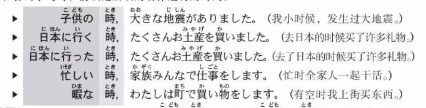 ▶ 子供の 時，大きな地震がありました。（我小时候，发生过大地震。）
▶ 日本に行く 時，たくさんお土産を買いました。（去日本的时候买了许多礼物。）
▶ 日本に行った 時，たくさんお土産を買いました。（去了日本的时候买了许多礼物。）
▶ 忙しい 時，家族みんなで仕事をします。（忙时全家人一起干活。）
▶ 暇な 時，わたしは町で買い物をします。（有空时我上街买东西。）